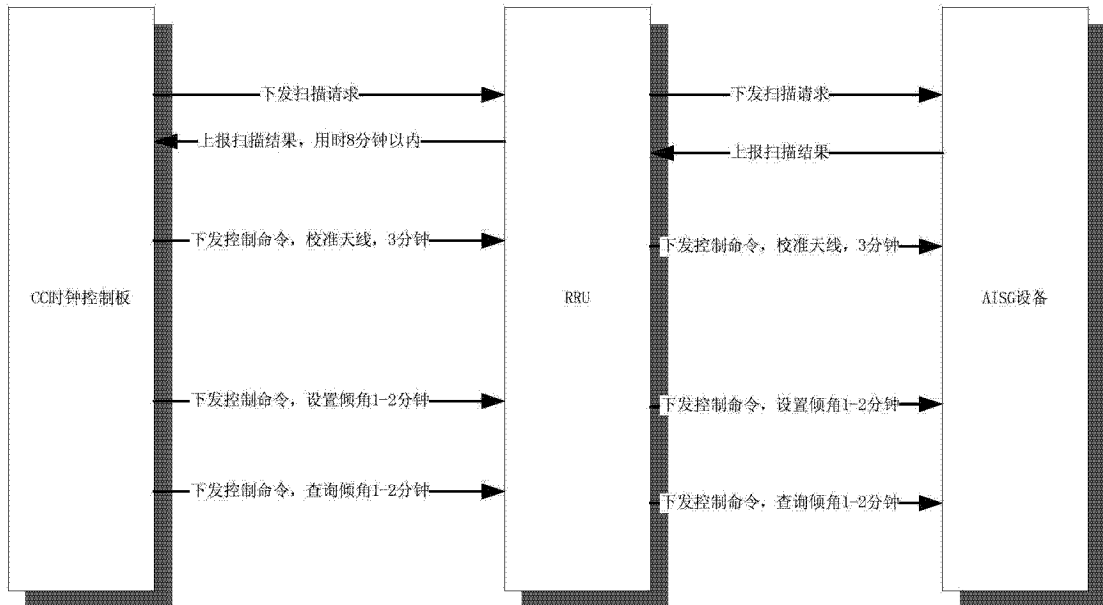 下发扫描请求
下发扫描请求
上报扫描结果，用时8分钟以内
上报扫描结果
下发控制命令，校准天线，3分钟
下发控制命令，校准天线，3分钟
CC时钟控制板
RRU
AISG设备
下发控制命令，设置倾角1-2分钟
下发控制命令，设置倾角1-2分钟
下发控制命令，查询倾角1-2分钟
下发控制命令，查询倾角1-2分钟